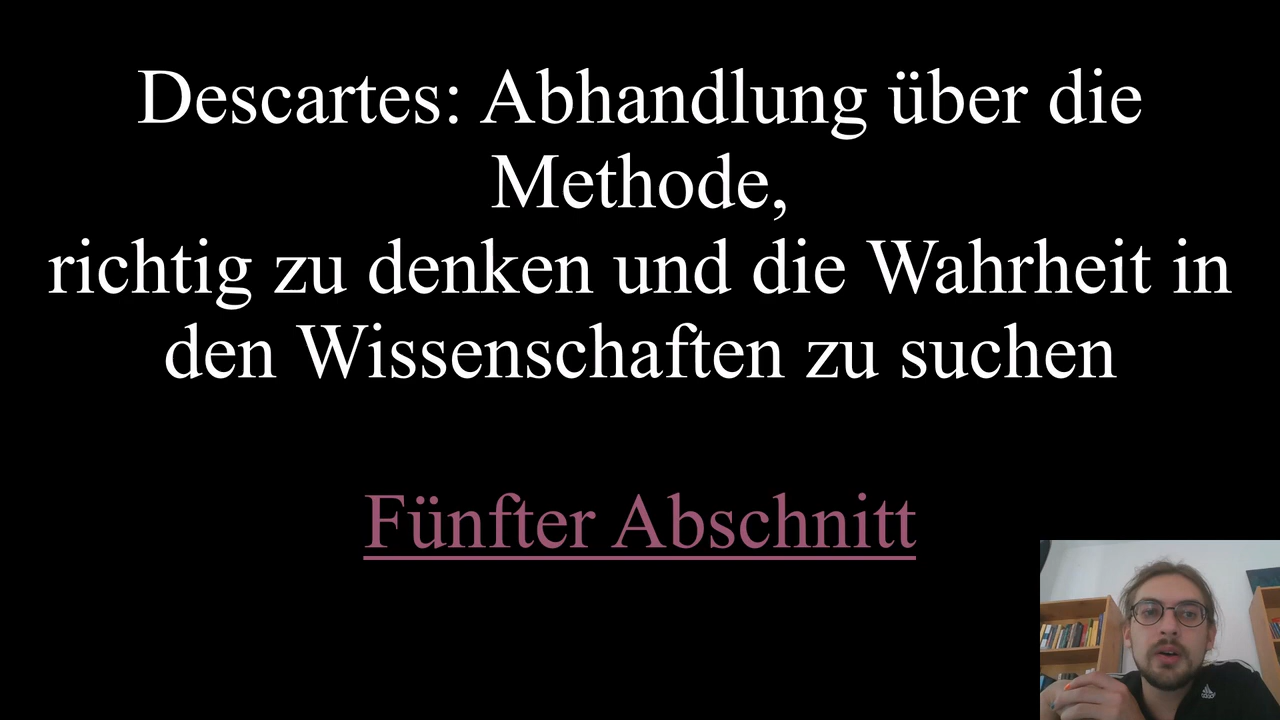 Descartes: Abhandlung über die
Methode,
richtig zu denken und die Wahrheit in
den Wissenschaften zu suchen
Fünfter Abschnitt